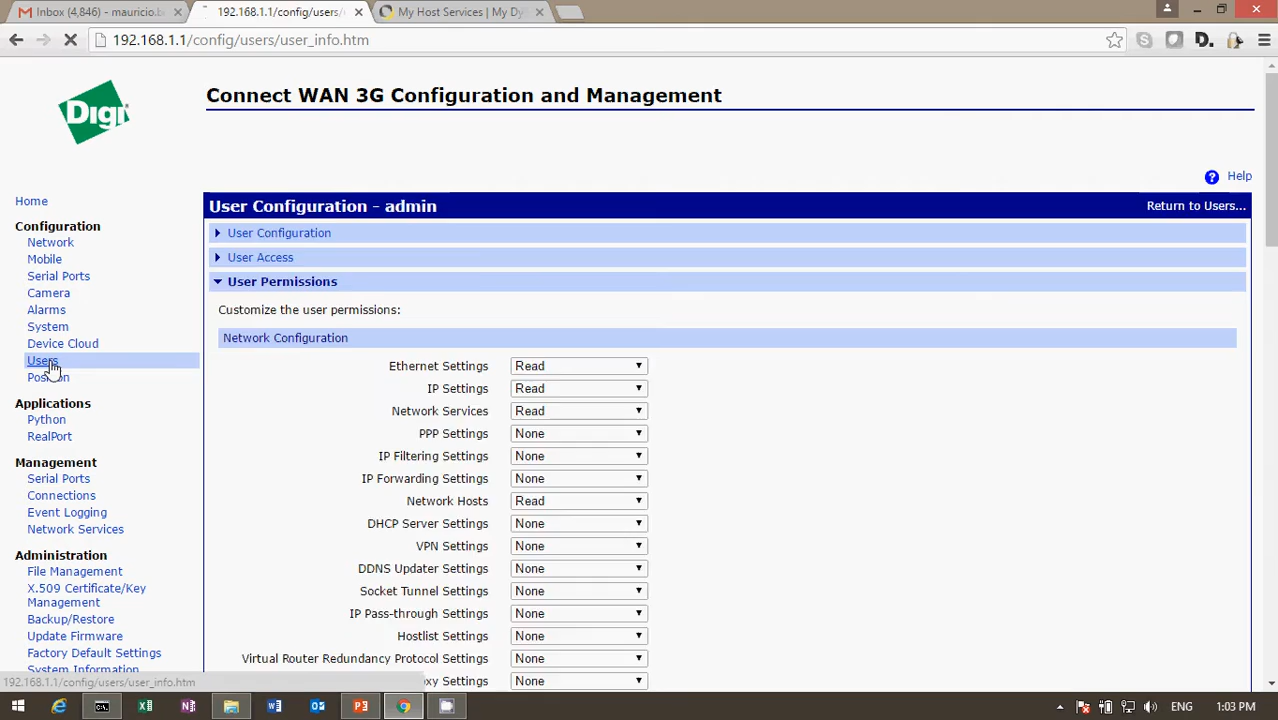 Inbox (4,846) - mauricio.b
192.168.1.1/config/users/
My Host Services | My Dy
192.168.1.1/config/users/user_info.htm
Digi
Connect WAN 3G Configuration and Management
Help
Home
Configuration
Network
Mobile
Serial Ports
Camera
Alarms
System
Device Cloud
Users
Position
Applications
Python
RealPort
Management
Serial Ports
Connections
Event Logging
Network Services
Administration
File Management
X.509 Certificate/Key
Management
Backup/Restore
Update Firmware
Factory Default Settings
System Information
User Configuration - admin
Return to Users...
User Configuration
User Access
User Permissions
Customize the user permissions:
Network Configuration
Ethernet Settings Read
IP Settings Read
Network Services Read
PPP Settings None
IP Filtering Settings None
IP Forwarding Settings None
Network Hosts Read
DHCP Server Settings None
VPN Settings None
DDNS Updater Settings None
Socket Tunnel Settings None
IP Pass-through Settings None
Hostlist Settings None
Virtual Router Redundancy Protocol Settings None
xy Settings None
192.168.1.1/config/users/user_info.htm
ENG
1:03 PM